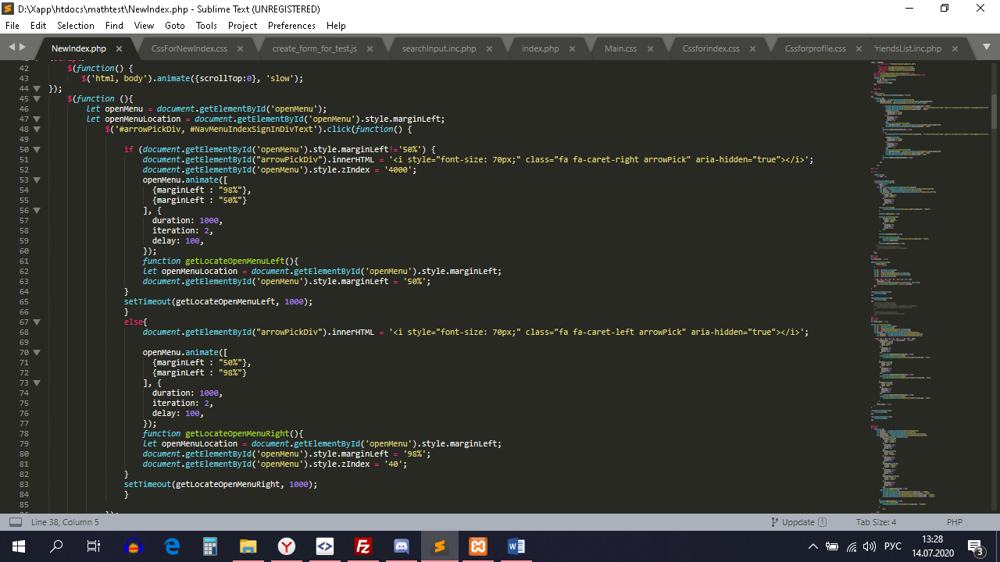 D:\Xapp\htdocs\mathtest\NewIndex.php - Sublime Text (UNREGISTERED)
File Edit Selection Find View Goto Tools Project Preferences Help
NewIndex.php CssForNewIndex.css create_form_for_test.js searchInput.inc.php index.php Main.css Cssforindex.css Cssforprofile.css friendsList.inc.php
42 $(function() {
43 $('html, body').animate({scrollTop:0}, 'slow');
44 });
45 $(function (){
46 let openMenu = document.getElementById('openMenu');
47 let openMenuLocation = document.getElementById('openMenu').style.marginLeft;
48 $('#arrowPickDiv, #NavMenuIndexSignDivText').click(function() {
49
50 if (document.getElementById('openMenu').style.marginLeft!='50%') {
51 document.getElementById("arrowPickDiv").innerHTML = '<i style="font-size: 70px;" class="fa fa-caret-right arrowPick" aria-hidden="true"></i>';
52 document.getElementById('openMenu').style.zIndex = '4000';
53 openMenu.animate([
54 {marginLeft : "98%"},
55 {marginLeft : "50%"}
56 ], {
57 duration: 1000,
58 iteration: 2,
59 delay: 100,
60 });
61 function getLocateOpenMenuLeft(){
62 let openMenuLocation = document.getElementById('openMenu').style.marginLeft;
63 document.getElementById('openMenu').style.marginLeft = '50%';
64 }
65 setTimeout(getLocateOpenMenuLeft, 1000);
66 }
67 else{
68 document.getElementById("arrowPickDiv").innerHTML = '<i style="font-size: 70px;" class="fa fa-caret-left arrowPick" aria-hidden="true"></i>';
69
70 openMenu.animate([
71 {marginLeft : "50%"},
72 {marginLeft : "98%"}
73 ], {
74 duration: 1000,
75 iteration: 2,
76 delay: 100,
77 });
78 function getLocateOpenMenuRight(){
79 let openMenuLocation = document.getElementById('openMenu').style.marginLeft;
80 document.getElementById('openMenu').style.marginLeft = '98%';
81 document.getElementById('openMenu').style.zIndex = '40';
82 }
83 setTimeout(getLocateOpenMenuRight, 1000);
84 }
85
Line 38, Column 5 Update 1 Tab Size: 4 PHP
РУС 13:28
14.07.2020 3